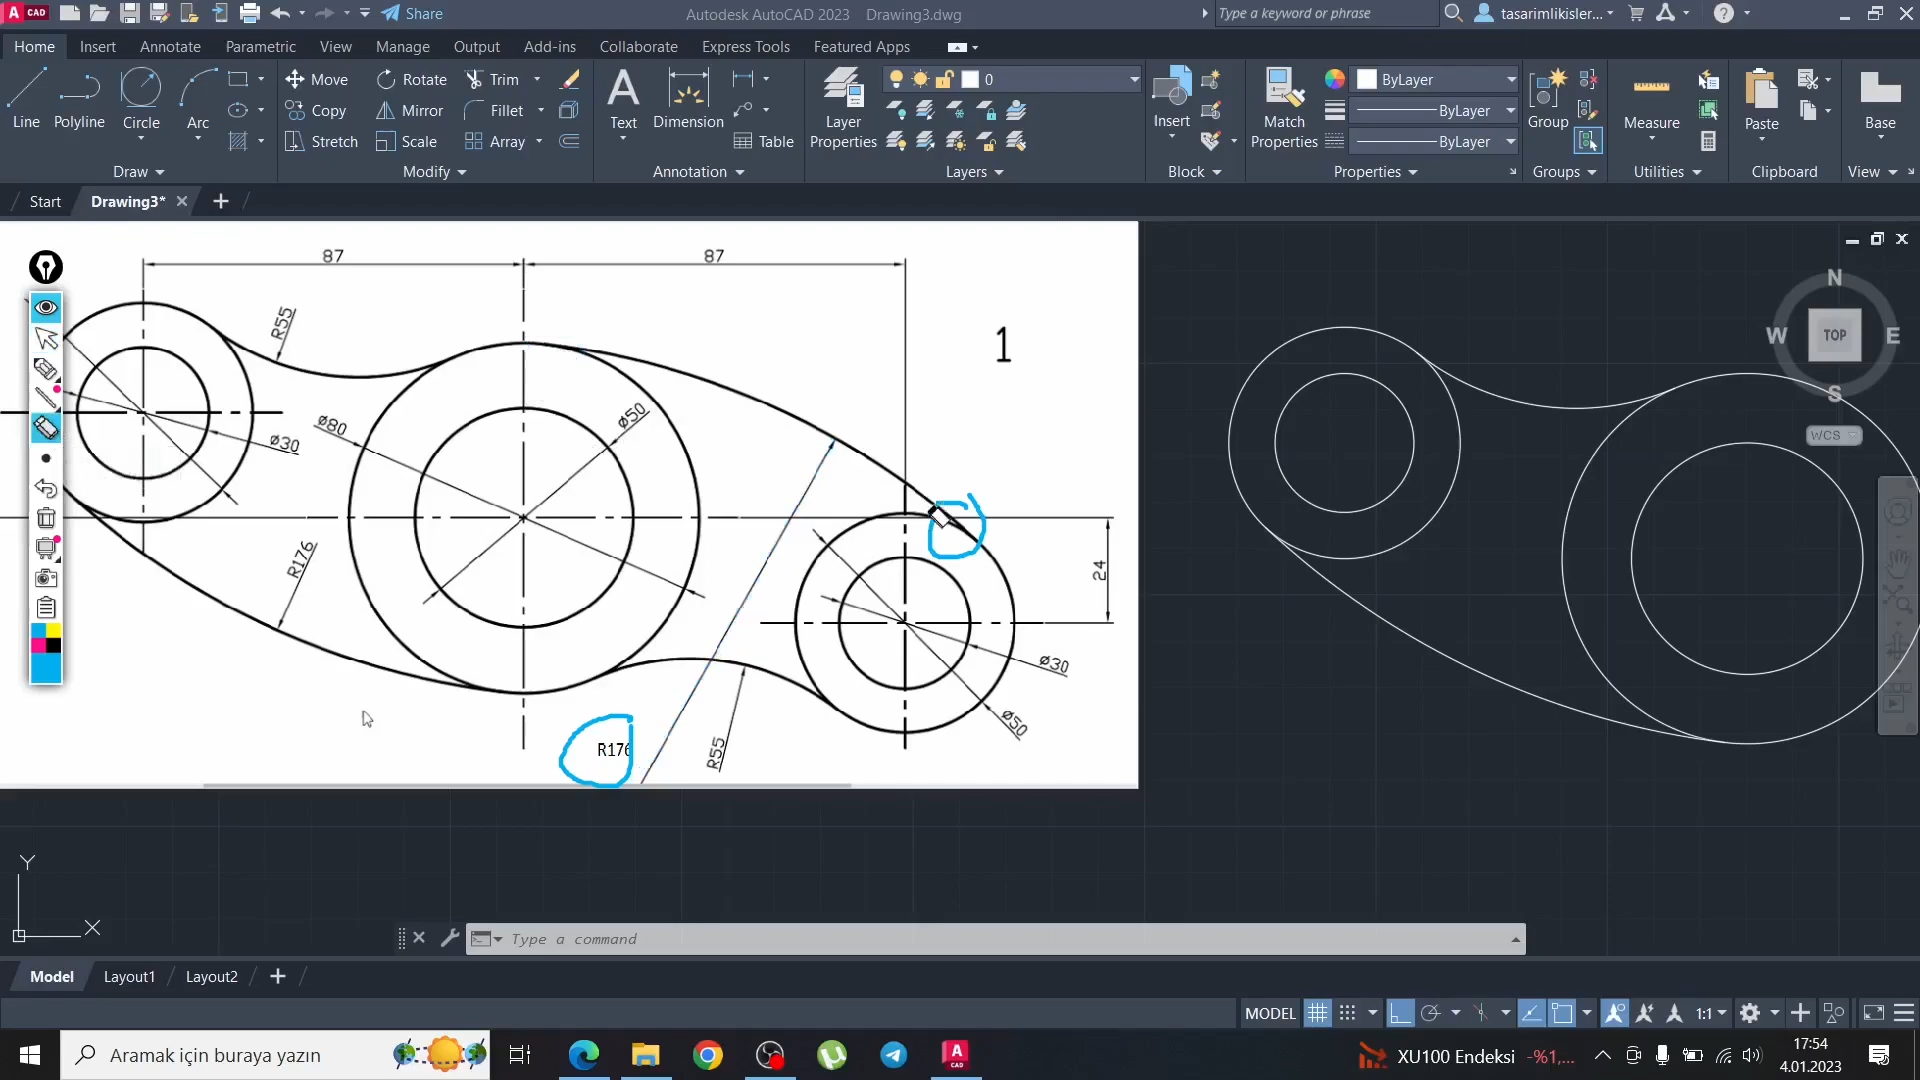 A CAD
Share
Autodesk AutoCAD 2023 Drawing3.dwg
Type a keyword or phrase
tasarimlikisler...
Home Insert Annotate Parametric View Manage Output Add-ins Collaborate Express Tools Featured Apps
Line
Polyline
Circle
Arc
Move
Copy
Stretch
Rotate
Mirror
Scale
Trim
Fillet
Array
Text
Dimension
Table
Layer
Properties
0
Insert
Match
Properties
ByLayer
ByLayer
ByLayer
Group
Measure
Paste
Base
Draw Modify Annotation Layers Block Properties Groups Utilities Clipboard View
Start Drawing3*
87 87
R55
1
ø30
ø80
ø50
R176
24
ø30
ø50
R55
R176
N
W TOP E
S
WCS
Y
X
Type a command
Model Layout1 Layout2
MODEL
1:1
Aramak için buraya yazın
A
CAD
XU100 Endeksi -%1,...
17:54
4.01.2023